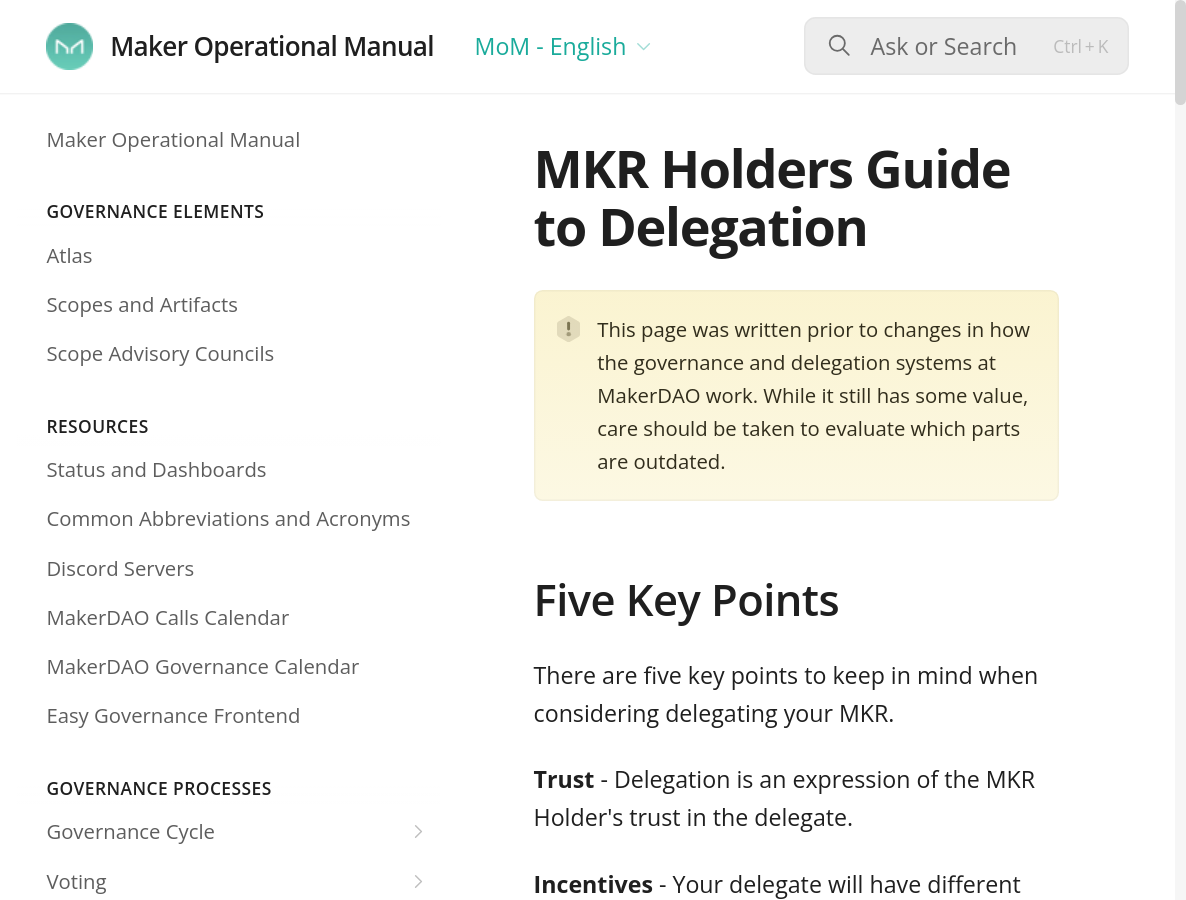 Maker Operational Manual
MoM - English
Ask or Search
Ctrl + K
Maker Operational Manual
GOVERNANCE ELEMENTS
Atlas
Scopes and Artifacts
Scope Advisory Councils
RESOURCES
Status and Dashboards
Common Abbreviations and Acronyms
Discord Servers
MakerDAO Calls Calendar
MakerDAO Governance Calendar
Easy Governance Frontend
GOVERNANCE PROCESSES
Governance Cycle
Voting
MKR Holders Guide
to Delegation
This page was written prior to changes in how
the governance and delegation systems at
MakerDAO work. While it still has some value,
care should be taken to evaluate which parts
are outdated.
Five Key Points
There are five key points to keep in mind when
considering delegating your MKR.
Trust - Delegation is an expression of the MKR
Holder's trust in the delegate.
Incentives - Your delegate will have different